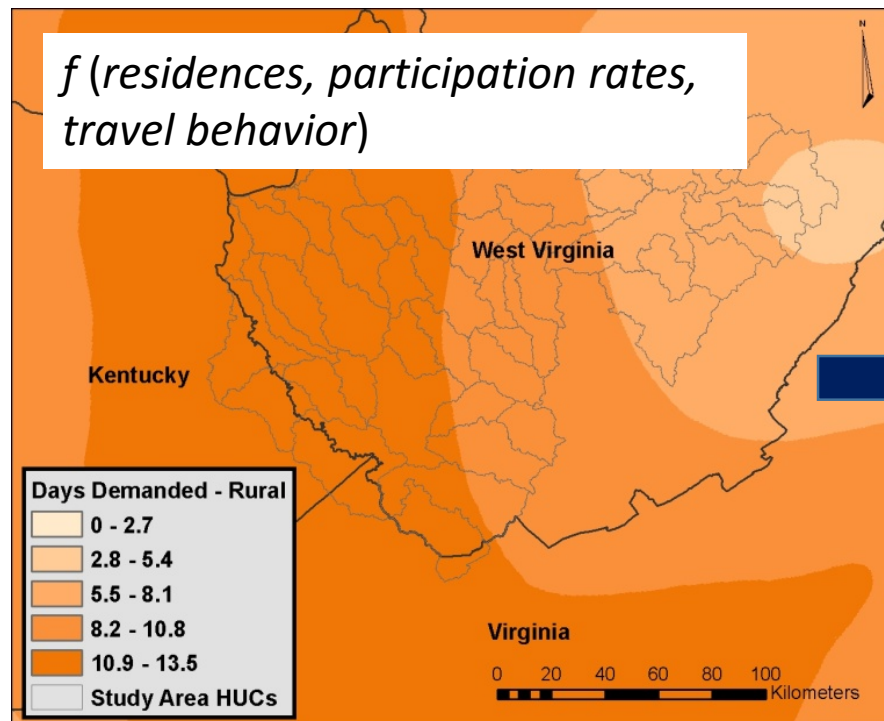 f (residences, participation rates,
travel behavior)
N
West Virginia
Kentucky
Days Demanded - Rural
0 - 2.7
2.8 - 5.4
5.5 - 8.1
8.2 - 10.8
10.9 - 13.5
Study Area HUCs
Virginia
0 20 40 60 80 100
Kilometers